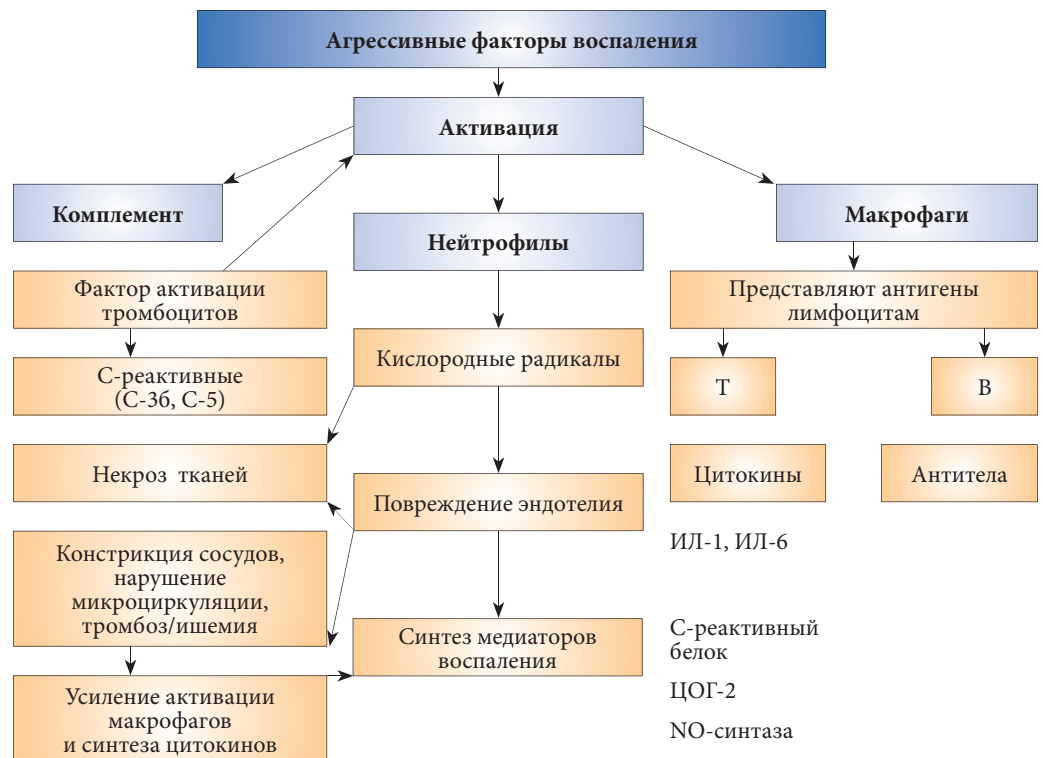 Агрессивные факторы воспаления
Активация
Комплемент
Макрофаги
Нейтрофилы
Фактор активации
тромбоцитов
Представляют антигены
лимфоцитам
С-реактивные
(С-3б, С-5)
Кислородные радикалы
Т
В
Некроз тканей
Повреждение эндотелия
Цитокины
Антитела
ИЛ-1, ИЛ-6
Констрикция сосудов,
нарушение
микроциркуляции,
тромбоз/ишемия
Синтез медиаторов
воспаления
С-реактивный
белок
Усиление активации
макрофагов
и синтеза цитокинов
ЦОГ-2
NO-синтаза